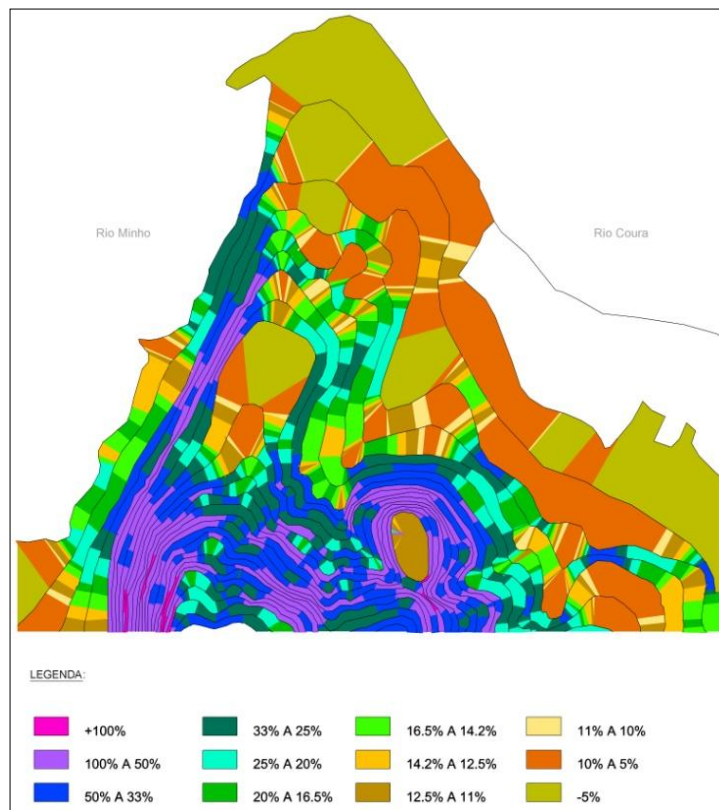 Rio Minho
Rio Coura
LEGENDA:
+100%
33% A 25%
16.5% A 14.2%
11% A 10%
100% A 50%
25% A 20%
14.2% A 12.5%
10% A 5%
50% A 33%
20% A 16.5%
12.5% A 11%
-5%